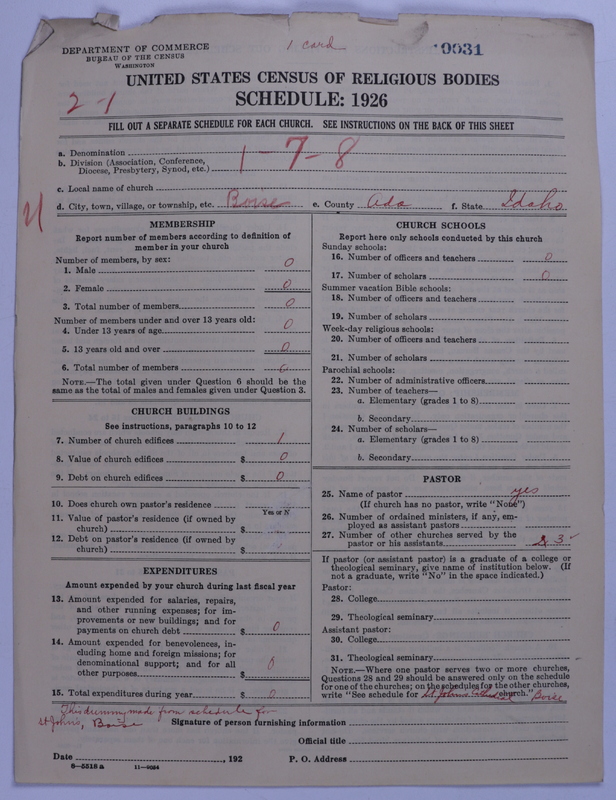 DEPARTMENT OF COMMERCE
BUREAU OF THE CENSUS
WASHINGTON
1 card
9031
UNITED STATES CENSUS OF RELIGIOUS BODIES
SCHEDULE: 1926
2-1
FILL OUT A SEPARATE SCHEDULE FOR EACH CHURCH. SEE INSTRUCTIONS ON THE BACK OF THIS SHEET
a. Denomination
b. Division (Association, Conference, Diocese, Presbytery, Synod, etc.) 1-7-8
c. Local name of church
d. City, town, village, or township, etc. Boise e. County Ada f. State Idaho
MEMBERSHIP
Report number of members according to definition of
member in your church
Number of members, by sex:
1. Male 0
2. Female 0
3. Total number of members 0
Number of members under and over 13 years old:
4. Under 13 years of age 0
5. 13 years old and over 0
6. Total number of members 0
NOTE.—The total given under Question 6 should be the
same as the total of males and females given under Question 3.
CHURCH BUILDINGS
See instructions, paragraphs 10 to 12
7. Number of church edifices 1
8. Value of church edifices $ 0
9. Debt on church edifices $ 0
10. Does church own pastor's residence
Yes or N
11. Value of pastor's residence (if owned by
church) $
12. Debt on pastor's residence (if owned by
church) $
EXPENDITURES
Amount expended by your church during last fiscal year
13. Amount expended for salaries, repairs,
and other running expenses; for im-
provements or new buildings; and for
payments on church debt $ 0
14. Amount expended for benevolences, in-
cluding home and foreign missions; for
denominational support; and for all
other purposes $ 0
15. Total expenditures during year $ 0
CHURCH SCHOOLS
Report here only schools conducted by this church
Sunday schools:
16. Number of officers and teachers 0
17. Number of scholars 0
Summer vacation Bible schools:
18. Number of officers and teachers
19. Number of scholars
Week-day religious schools:
20. Number of officers and teachers
21. Number of scholars
Parochial schools:
22. Number of administrative officers
23. Number of teachers—
a. Elementary (grades 1 to 8)
b. Secondary
24. Number of scholars—
a. Elementary (grades 1 to 8)
b. Secondary
PASTOR
25. Name of pastor yes
(If church has no pastor, write "None")
26. Number of ordained ministers, if any, em-
ployed as assistant pastors
27. Number of other churches served by the
pastor or his assistants 3
If pastor (or assistant pastor) is a graduate of a college or
theological seminary, give name of institution below. (If
not a graduate, write "No" in the space indicated.)
Pastor:
28. College
29. Theological seminary
Assistant pastor:
30. College
31. Theological seminary
NOTE.—Where one pastor serves two or more churches,
Questions 28 and 29 should be answered only on the schedule
for one of the churches; on the schedules for the other churches,
write "See schedule for St. Johns Cathedral church." Boise
This dummy made from schedule for
St Johns, Boise
Signature of person furnishing information
Official title
Date , 192 P. O. Address
8—5518 a 11—9024